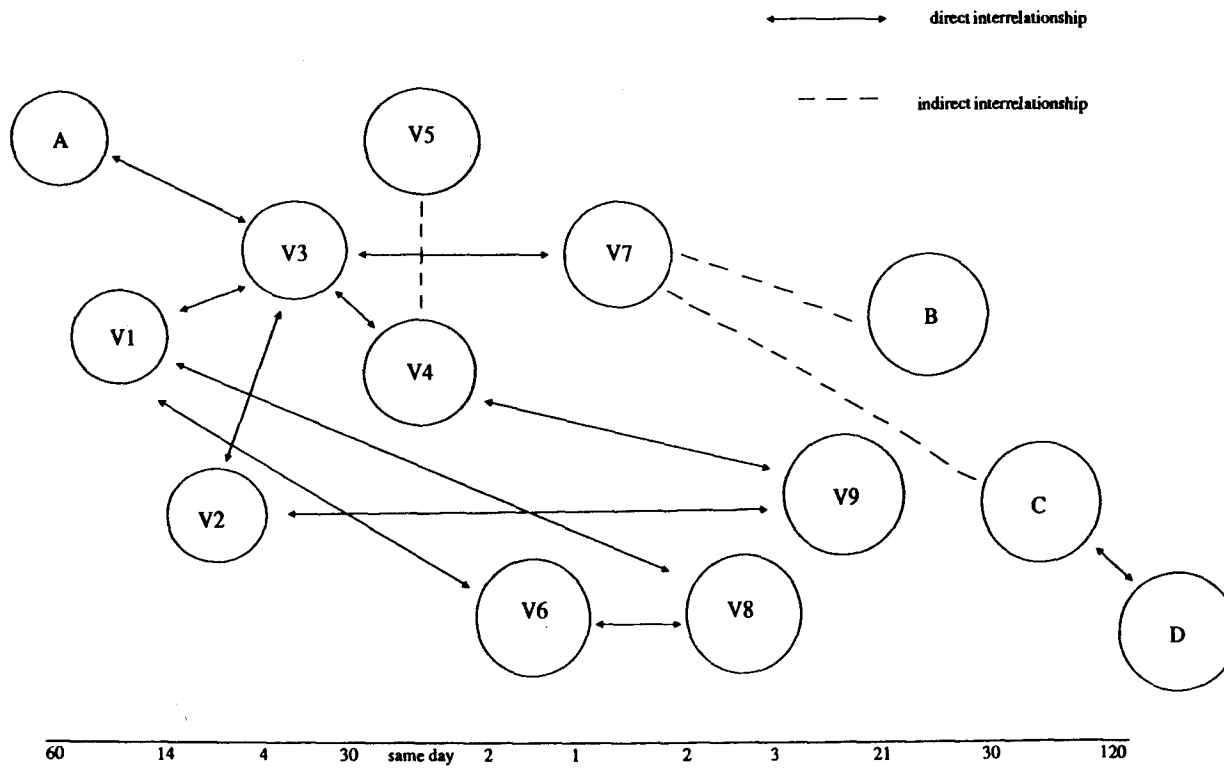 direct interrelationship
indirect interrelationship
A
V5
V3
V7
B
V1
V4
V9
C
V2
V6
V8
D
60 14 4 30 same day 2 1 2 3 21 30 120